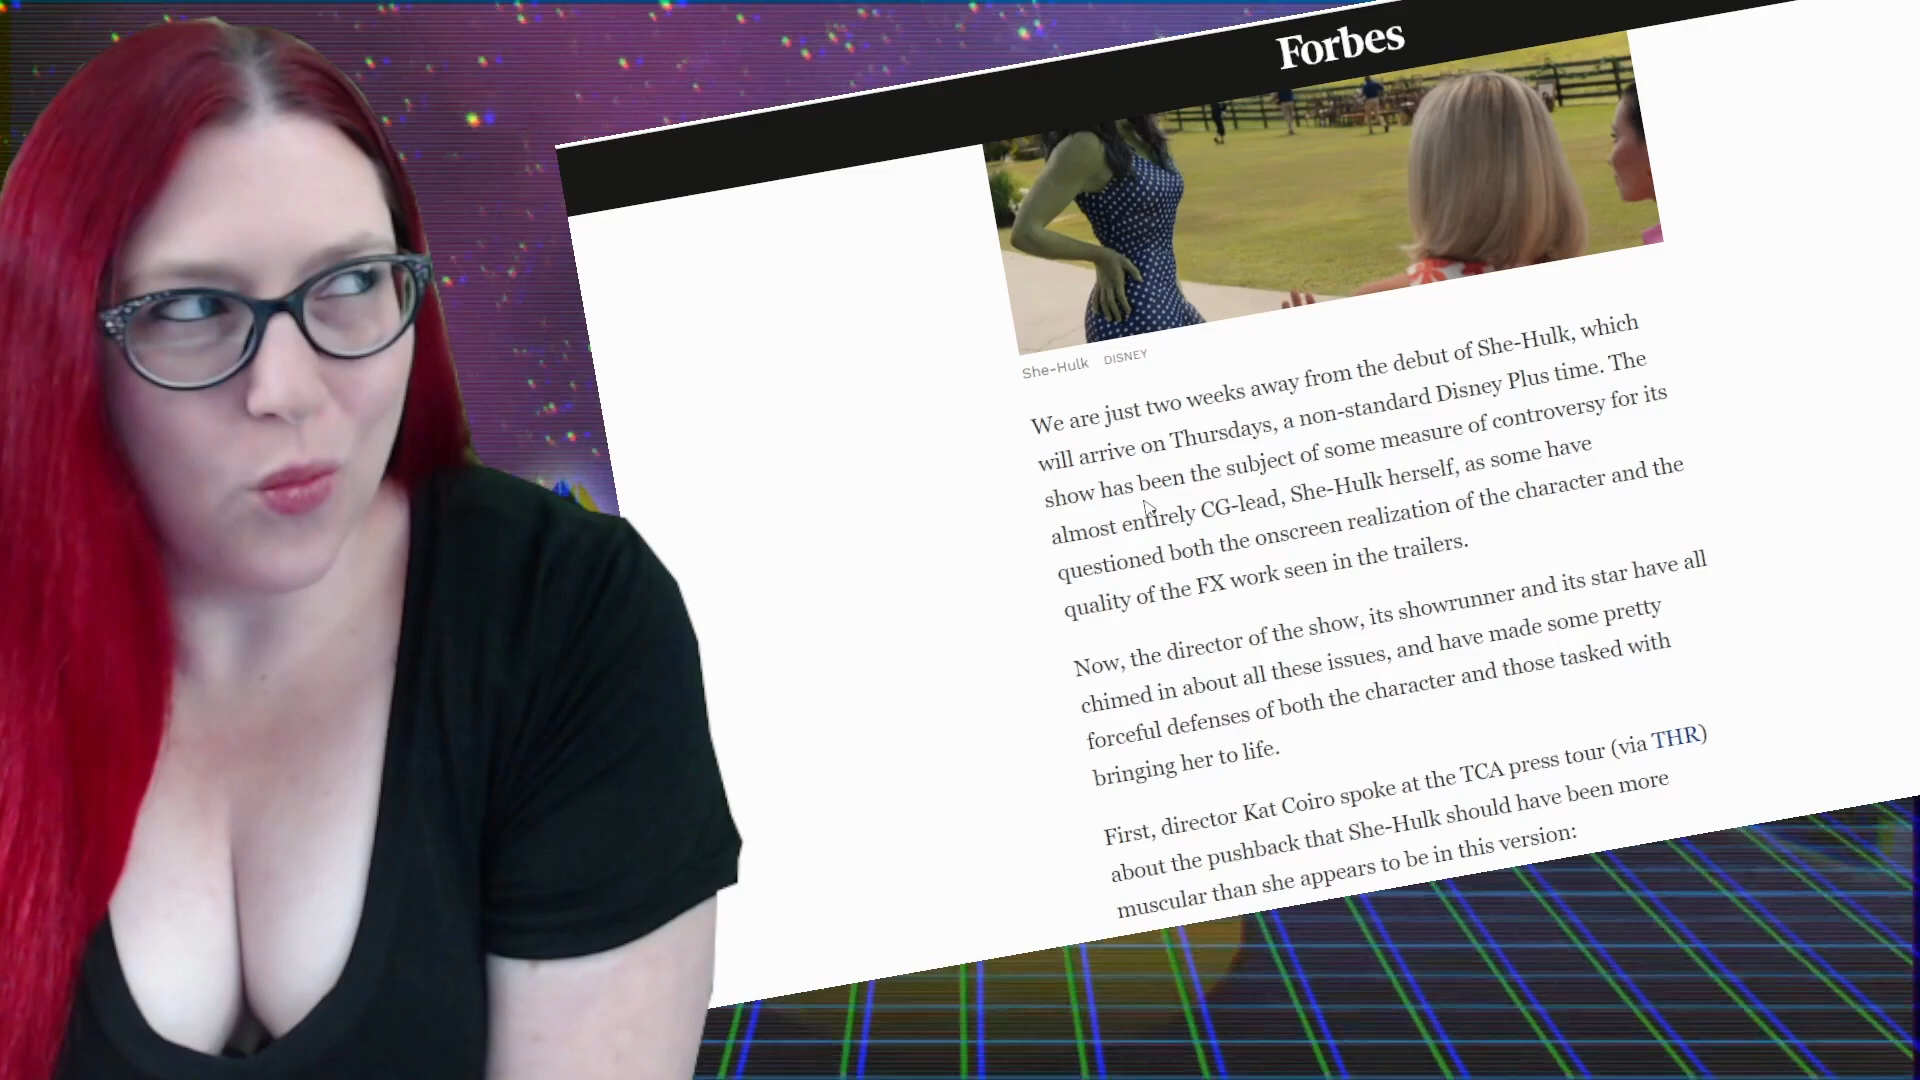 Forbes
She-Hulk DISNEY
We are just two weeks away from the debut of She-Hulk, which
will arrive on Thursdays, a non-standard Disney Plus time. The
show has been the subject of some measure of controversy for its
almost entirely CG-lead, She-Hulk herself, as some have
questioned both the onscreen realization of the character and the
quality of the FX work seen in the trailers.
Now, the director of the show, its showrunner and its star have all
chimed in about all these issues, and have made some pretty
forceful defenses of both the character and those tasked with
bringing her to life.
First, director Kat Coiro spoke at the TCA press tour (via THR)
about the pushback that She-Hulk should have been more
muscular than she appears to be in this version: